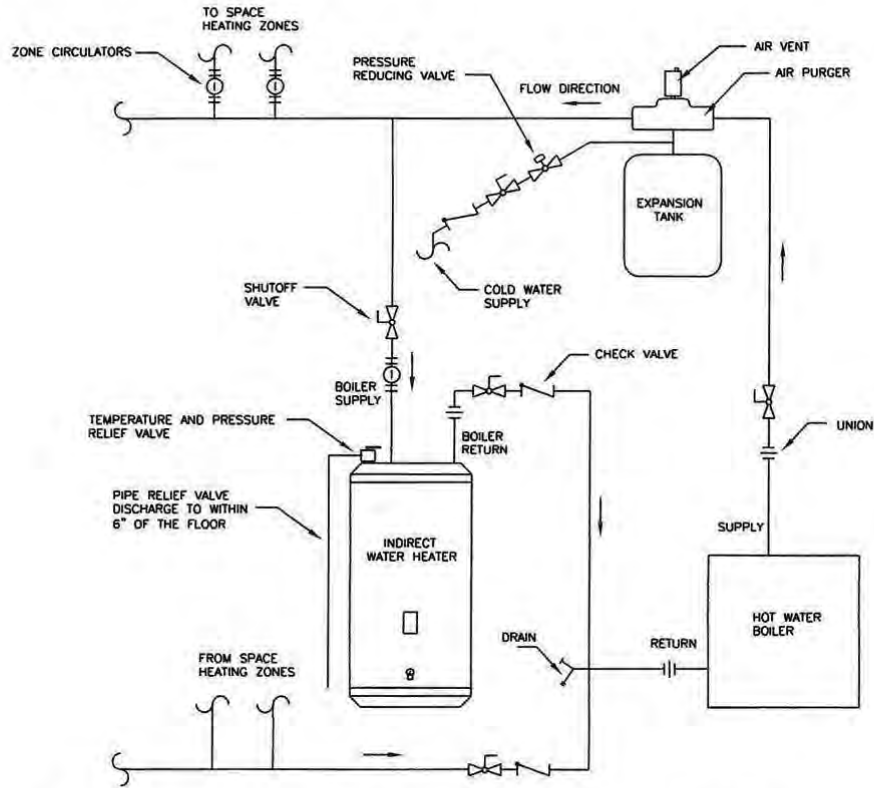 TO SPACE
HEATING ZONES
ZONE CIRCULATORS
PRESSURE
REDUCING VALVE
FLOW DIRECTION
AIR VENT
AIR PURGER
EXPANSION
TANK
COLD WATER
SUPPLY
SHUTOFF
VALVE
CHECK VALVE
BOILER
SUPPLY
TEMPERATURE AND PRESSURE
RELIEF VALVE
BOILER
RETURN
UNION
PIPE RELIEF VALVE
DISCHARGE TO WITHIN
6" OF THE FLOOR
SUPPLY
INDIRECT
WATER HEATER
HOT WATER
BOILER
DRAIN
RETURN
FROM SPACE
HEATING ZONES